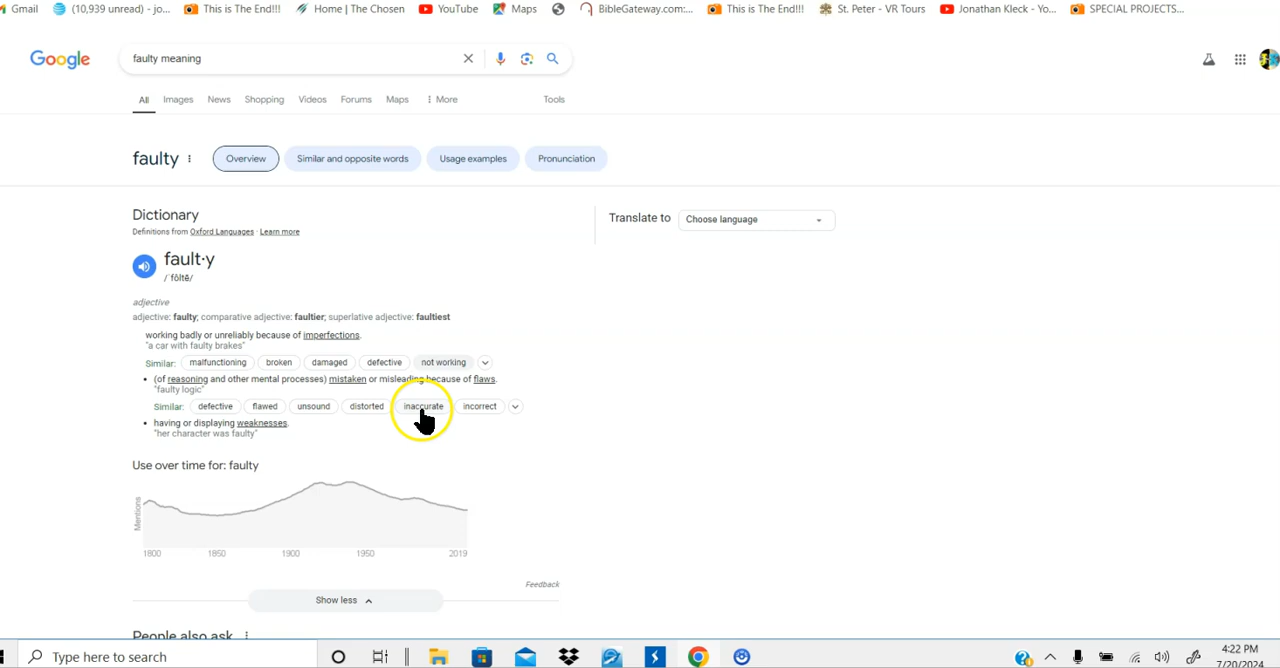 Gmail (10,939 unread) - jo... This is The End!!! Home | The Chosen YouTube Maps BibleGateway.com:... This is The End!!! St. Peter - VR Tours Jonathan Kleck - Yo... SPECIAL PROJECTS...
Google faulty meaning
All Images News Shopping Videos Forums Maps More Tools
faulty Overview Similar and opposite words Usage examples Pronunciation
Dictionary
Definitions from Oxford Languages · Learn more
Translate to Choose language
fault·y
/ˈfôltē/
adjective
adjective: faulty; comparative adjective: faultier; superlative adjective: faultiest
working badly or unreliably because of imperfections.
"a car with faulty brakes"
Similar: malfunctioning broken damaged defective not working
• (of reasoning and other mental processes) mistaken or misleading because of flaws.
"faulty logic"
Similar: defective flawed unsound distorted inaccurate incorrect
• having or displaying weaknesses.
"her character was faulty"
Use over time for: faulty
Mentions
1800 1850 1900 1950 2019
Feedback
Show less
People also ask
Type here to search
4:22 PM
7/20/2024